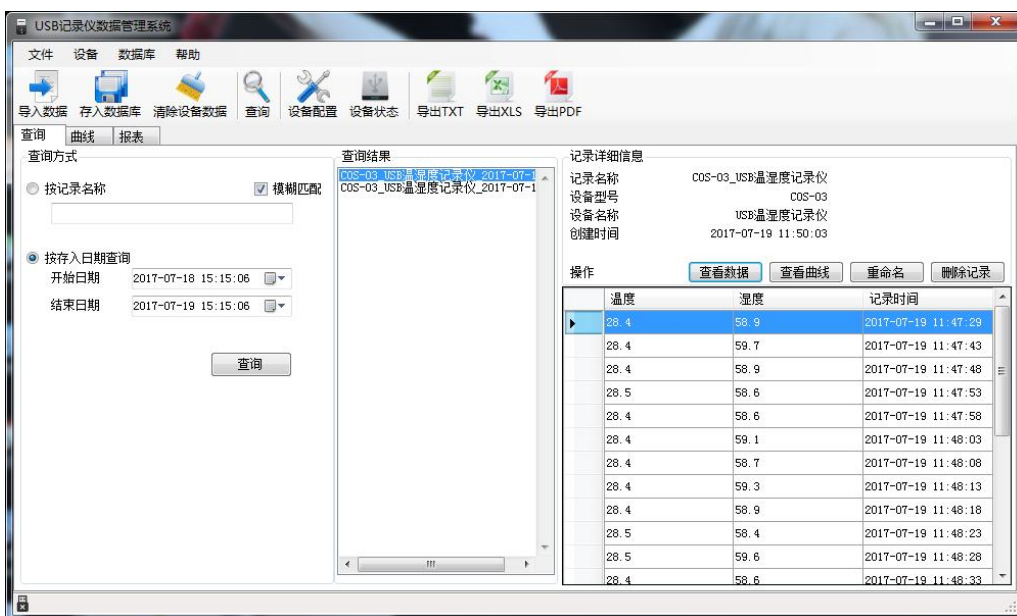 USB记录仪数据管理系统
文件 设备 数据库 帮助
导入数据 存入数据库 清除设备数据 查询 设备配置 设备状态 导出TXT 导出XLS 导出PDF
查询 曲线 报表
查询方式
按记录名称 模糊匹配
按存入日期查询
开始日期 2017-07-18 15:15:06
结束日期 2017-07-19 15:15:06
查询
查询结果
COS-03_USB温湿度记录仪_2017-07-1
COS-03_USB温湿度记录仪_2017-07-1
记录详细信息
记录名称 COS-03_USB温湿度记录仪
设备型号 COS-03
设备名称 USB温湿度记录仪
创建时间 2017-07-19 11:50:03
操作 查看数据 查看曲线 重命名 删除记录
温度 湿度 记录时间
28.4 58.9 2017-07-19 11:47:29
28.4 59.7 2017-07-19 11:47:43
28.4 58.9 2017-07-19 11:47:48
28.5 58.6 2017-07-19 11:47:53
28.4 58.6 2017-07-19 11:47:58
28.4 59.1 2017-07-19 11:48:03
28.4 58.7 2017-07-19 11:48:08
28.4 59.3 2017-07-19 11:48:13
28.4 58.9 2017-07-19 11:48:18
28.5 58.4 2017-07-19 11:48:23
28.5 59.6 2017-07-19 11:48:28
28.4 58.6 2017-07-19 11:48:33